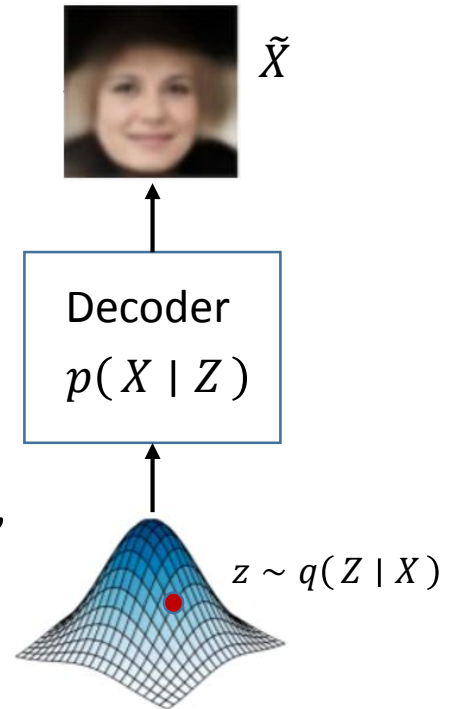 X̃
Decoder
p( X | Z )
,
z ~ q( Z | X )